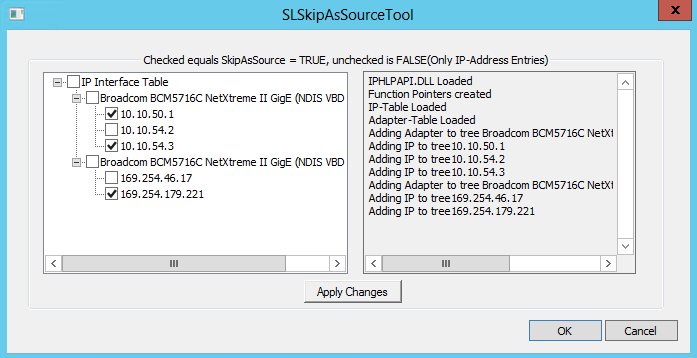 SLSkipAsSourceTool
Checked equals SkipAsSource = TRUE, unchecked is FALSE(Only IP-Address Entries)
IP Interface Table
Broadcom BCM5716C NetXtreme II GigE (NDIS VBD
10.10.50.1
10.10.54.2
10.10.54.3
Broadcom BCM5716C NetXtreme II GigE (NDIS VBD
169.254.46.17
169.254.179.221
IPHLPAPI.DLL Loaded
Function Pointers created
IP-Table Loaded
Adapter-Table Loaded
Adding Adapter to tree Broadcom BCM5716C NetX
Adding IP to tree10.10.50.1
Adding IP to tree10.10.54.2
Adding IP to tree10.10.54.3
Adding Adapter to tree Broadcom BCM5716C NetX
Adding IP to tree169.254.46.17
Adding IP to tree169.254.179.221
Apply Changes
OK
Cancel